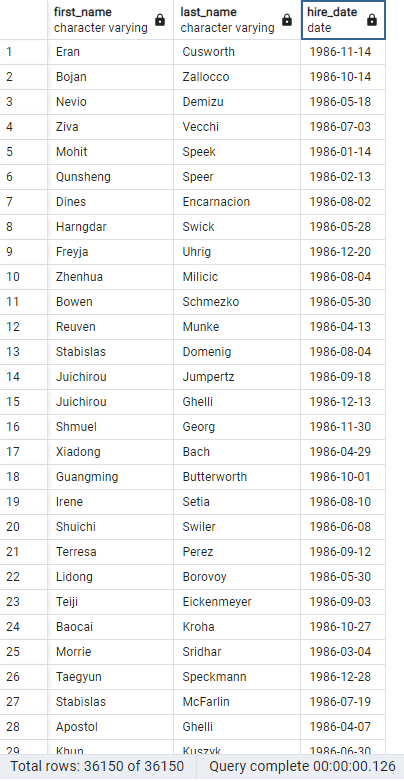 first_name last_name hire_date
character varying character varying date
1 Eran Cusworth 1986-11-14
2 Bojan Zallocco 1986-10-14
3 Nevio Demizu 1986-05-18
4 Ziva Vecchi 1986-07-03
5 Mohit Speek 1986-01-14
6 Qunsheng Speer 1986-02-13
7 Dines Encarnacion 1986-08-02
8 Harngdar Swick 1986-05-28
9 Freyja Uhrig 1986-12-20
10 Zhenhua Milicic 1986-08-04
11 Bowen Schmezko 1986-05-30
12 Reuven Munke 1986-04-13
13 Stabislas Domenig 1986-08-04
14 Juichirou Jumpertz 1986-09-18
15 Juichirou Ghelli 1986-12-13
16 Shmuel Georg 1986-11-30
17 Xiadong Bach 1986-04-29
18 Guangming Butterworth 1986-10-01
19 Irene Setia 1986-08-10
20 Shuichi Swiler 1986-06-08
21 Terresa Perez 1986-09-12
22 Lidong Borovoy 1986-05-30
23 Teiji Eickenmeyer 1986-09-03
24 Baocai Kroha 1986-10-27
25 Morrie Sridhar 1986-03-04
26 Taegyun Speckmann 1986-12-28
27 Stabislas McFarlin 1986-07-19
28 Apostol Ghelli 1986-04-07
29 Khun Kuszyk 1986-06-30
Total rows: 36150 of 36150 Query complete 00:00:00.126